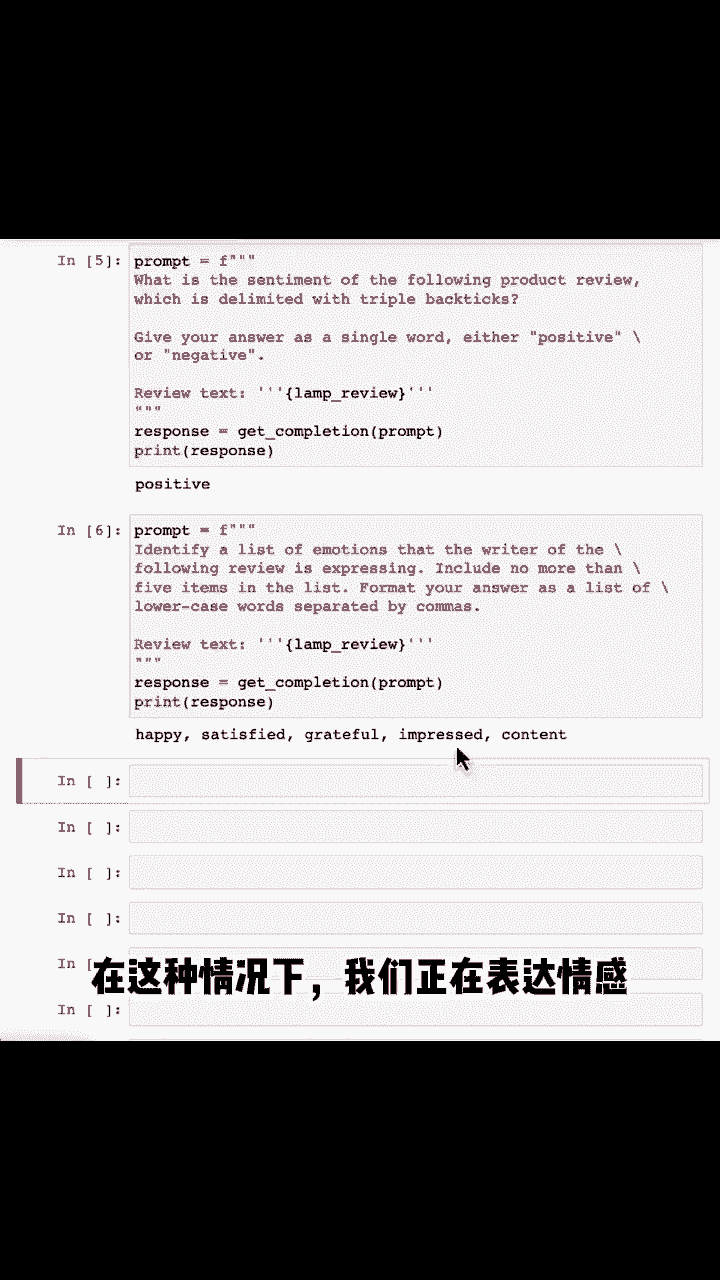 In [5]: prompt = f"""
What is the sentiment of the following product review,
which is delimited with triple backticks?
Give your answer as a single word, either "positive" \
or "negative".
Review text: '''{lamp_review}'''
"""
response = get_completion(prompt)
print(response)
positive
In [6]: prompt = f"""
Identify a list of emotions that the writer of the \
following review is expressing. Include no more than \
five items in the list. Format your answer as a list of \
lower-case words separated by commas.
Review text: '''{lamp_review}'''
"""
response = get_completion(prompt)
print(response)
happy, satisfied, grateful, impressed, content
In [ ]:
In [ ]:
In [ ]:
In [ ]:
In [
在这种情况下，我们正在表达情感
In [ ]: